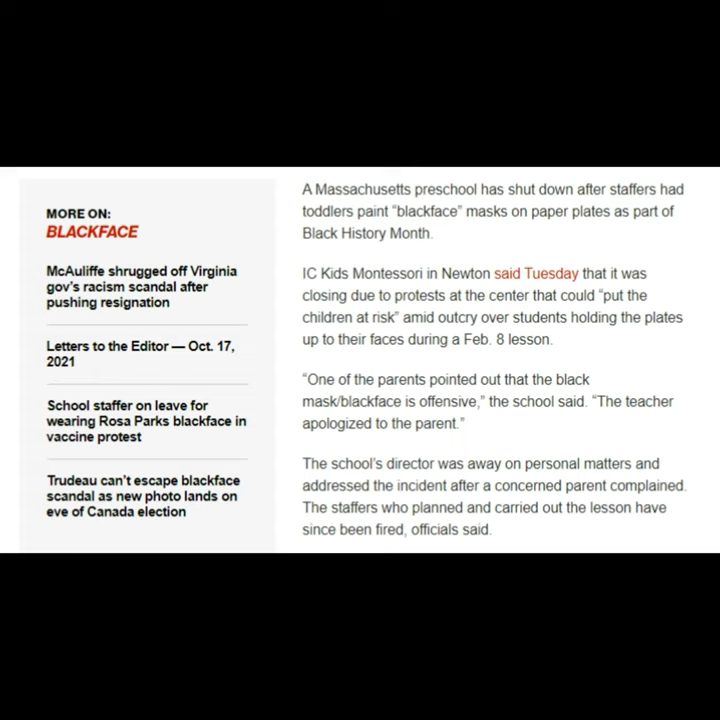 MORE ON:
BLACKFACE
McAuliffe shrugged off Virginia
gov's racism scandal after
pushing resignation
Letters to the Editor — Oct. 17,
2021
School staffer on leave for
wearing Rosa Parks blackface in
vaccine protest
Trudeau can't escape blackface
scandal as new photo lands on
eve of Canada election
A Massachusetts preschool has shut down after staffers had
toddlers paint “blackface” masks on paper plates as part of
Black History Month.
IC Kids Montessori in Newton said Tuesday that it was
closing due to protests at the center that could “put the
children at risk” amid outcry over students holding the plates
up to their faces during a Feb. 8 lesson.
“One of the parents pointed out that the black
mask/blackface is offensive,” the school said. “The teacher
apologized to the parent.”
The school's director was away on personal matters and
addressed the incident after a concerned parent complained.
The staffers who planned and carried out the lesson have
since been fired, officials said.